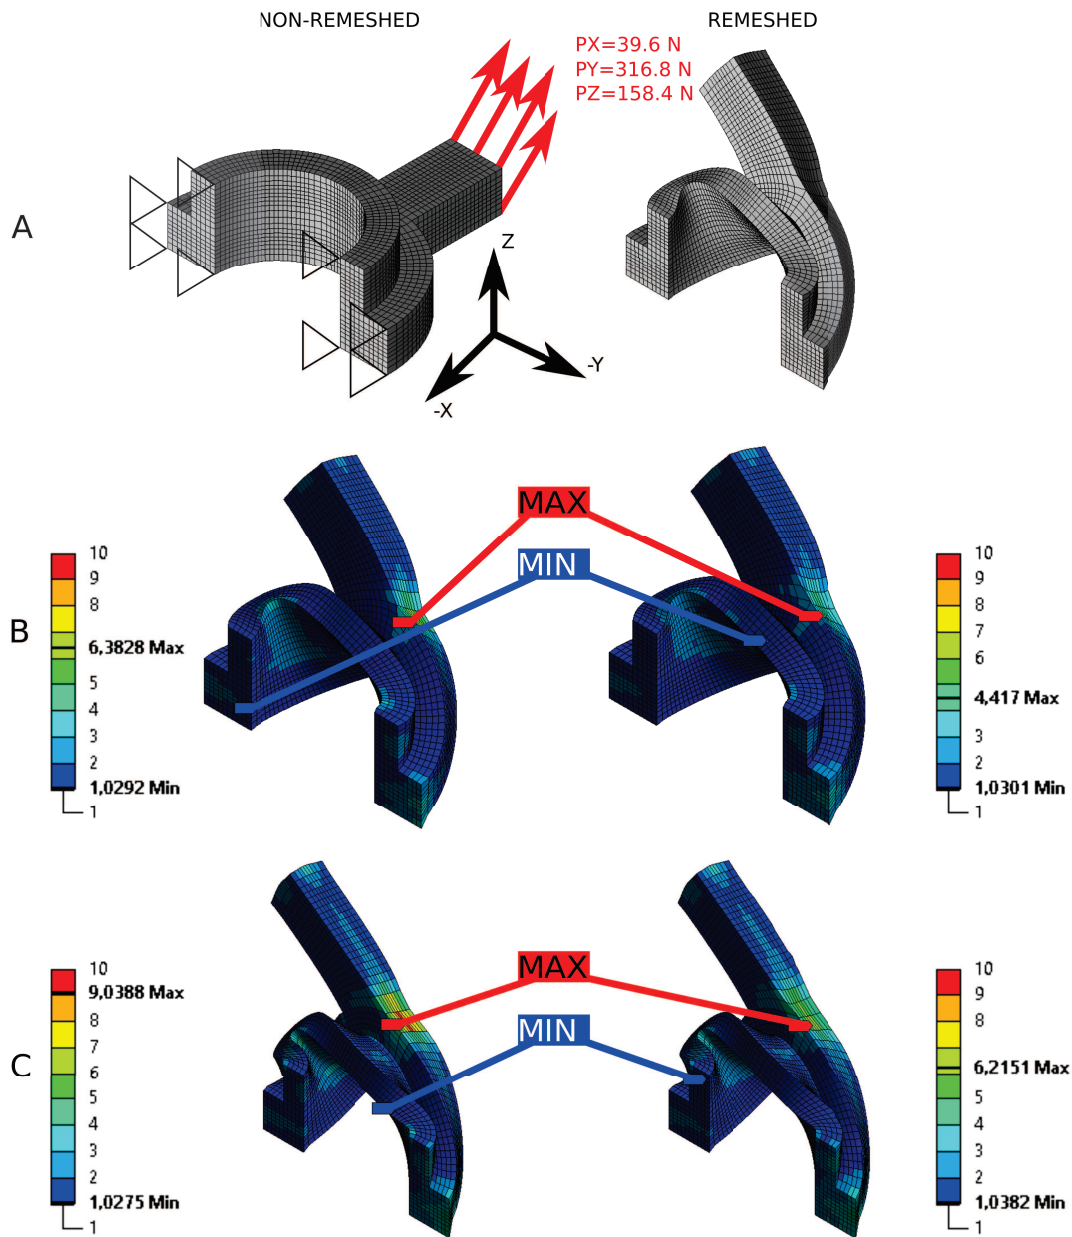 NON-REMESHED
REMESHED
PX=39.6 N
PY=316.8 N
PZ=158.4 N
A
Z
-Y
-X
MAX
MIN
B
10
9
8
6,3828 Max
5
4
3
2
1,0292 Min
1
10
9
8
7
6
4,417 Max
3
2
1,0301 Min
1
MAX
MIN
C
10
9,0388 Max
8
7
6
5
4
3
2
1,0275 Min
1
10
9
8
7
6,2151 Max
5
4
3
2
1,0382 Min
1